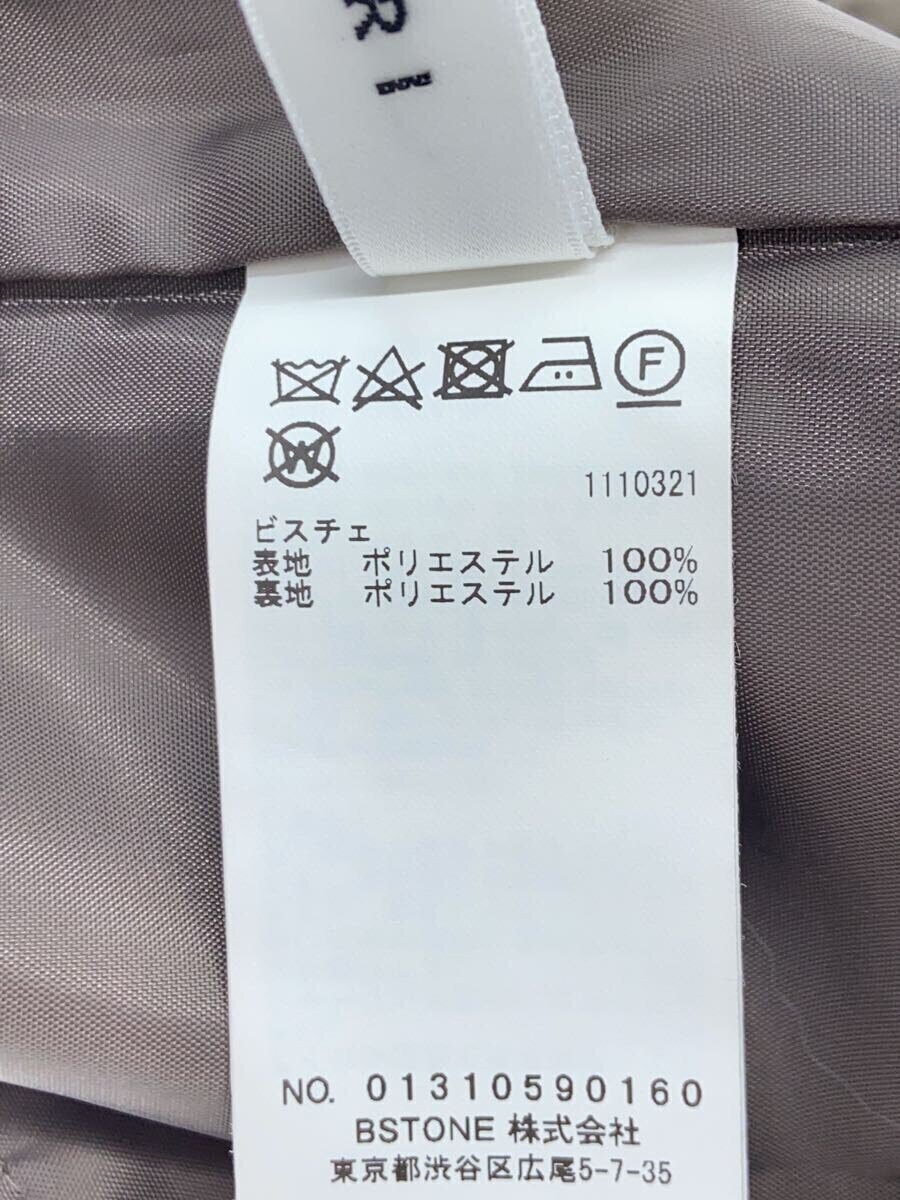 R I
F
W
1110321
ビスチェ
表地 ポリエステル 100%
裏地 ポリエステル 100%
NO. 01310590160
BSTONE 株式会社
東京都渋谷区広尾5-7-35